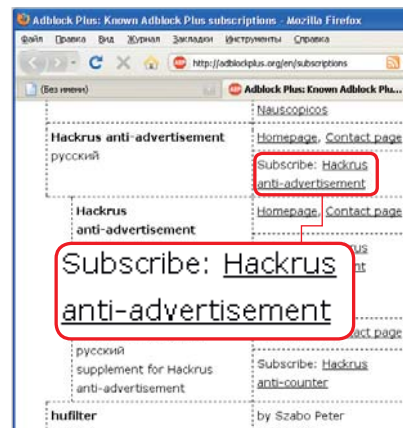 Adblock Plus: Known Adblock Plus subscriptions - Mozilla Firefox
Файл Правка Вид Журнал Закладки Инструменты Справка
http://adblockplus.org/en/subscriptions
(Без имени) Adblock Plus: Known Adblock Plu...
Nauscopicos
Hackrus anti-advertisement
русский
Homepage, Contact page
Subscribe: Hackrus
anti-advertisement
Hackrus
anti-advertisement
Homepage, Contact page
Subscribe: Hackrus
anti-advertisement
русский
supplement for Hackrus
anti-advertisement
Subscribe: Hackrus
anti-counter
hufilter
by Szabo Peter